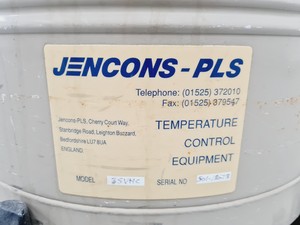 JENCONS-PLS
Telephone: (01525) 372010
Fax: (01525) 379547
Jencons-PLS, Cherry Court Way,
Stanbridge Road, Leighton Buzzard,
Bedfordshire LU7 8UA
ENGLAND
TEMPERATURE
CONTROL
EQUIPMENT
MODEL
SERIAL NO